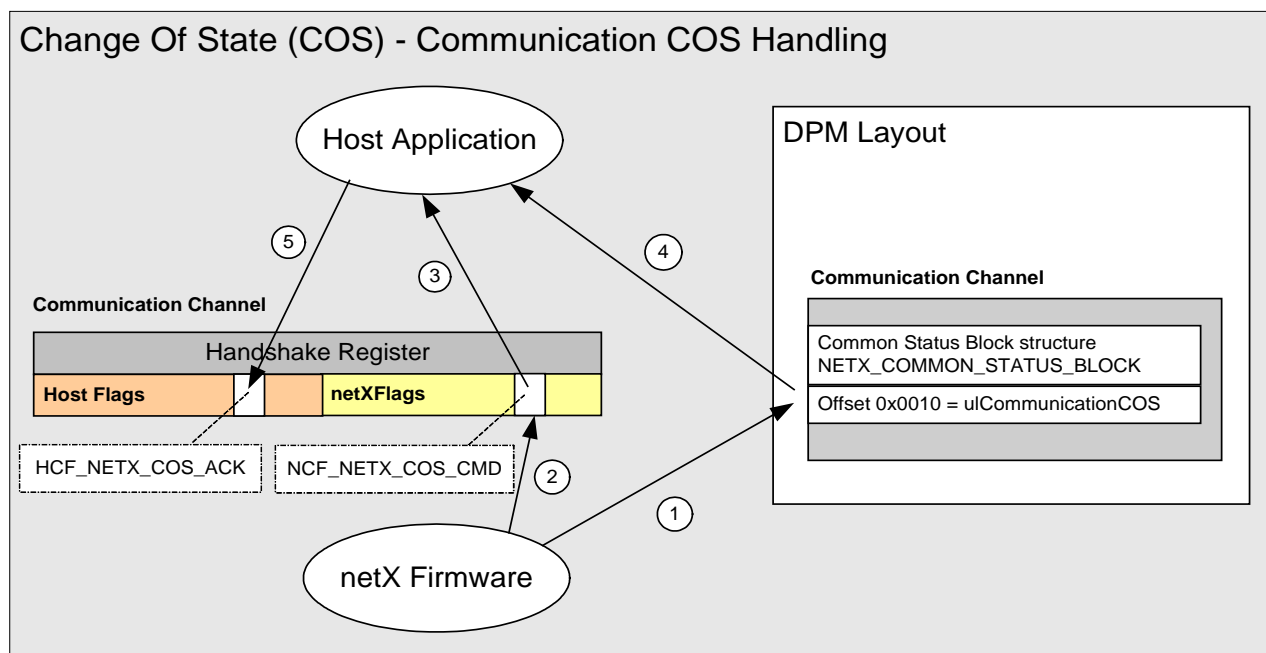 Change Of State (COS) - Communication COS Handling
Host Application
DPM Layout
5
3
4
Communication Channel
Communication Channel
Handshake Register
Host Flags
netXFlags
Common Status Block structure
NETX_COMMON_STATUS_BLOCK
Offset 0x0010 = ulCommunicationCOS
HCF_NETX_COS_ACK
NCF_NETX_COS_CMD
2
1
netX Firmware